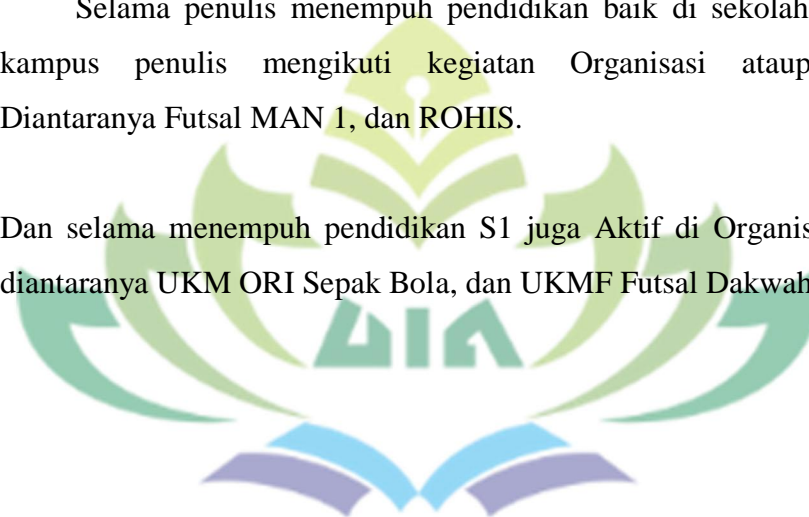 Selama penulis menempuh pendidikan baik di sekolah
kampus penulis mengikuti kegiatan Organisasi ataup
Diantaranya Futsal MAN 1, dan ROHIS.
Dan selama menempuh pendidikan S1 juga Aktif di Organis
diantaranya UKM ORI Sepak Bola, dan UKMF Futsal Dakwah
UIN